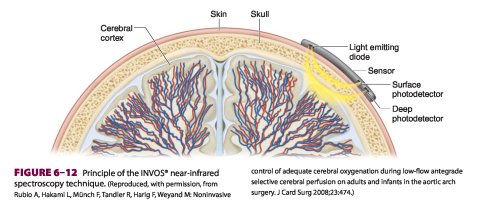 Skin
Skull
Cerebral
cortex
Light emitting
diode
Sensor
Surface
photodetector
Deep
photodetector
FIGURE 6–12 Principle of the INVOS® near-infrared
spectroscopy technique. (Reproduced, with permission, from
Rubio A, Hakami L, Münch F, Tandler R, Harig F, Weyand M: Noninvasive
control of adequate cerebral oxygenation during low-flow antegrade
selective cerebral perfusion on adults and infants in the aortic arch
surgery. J Card Surg 2008;23:474.)